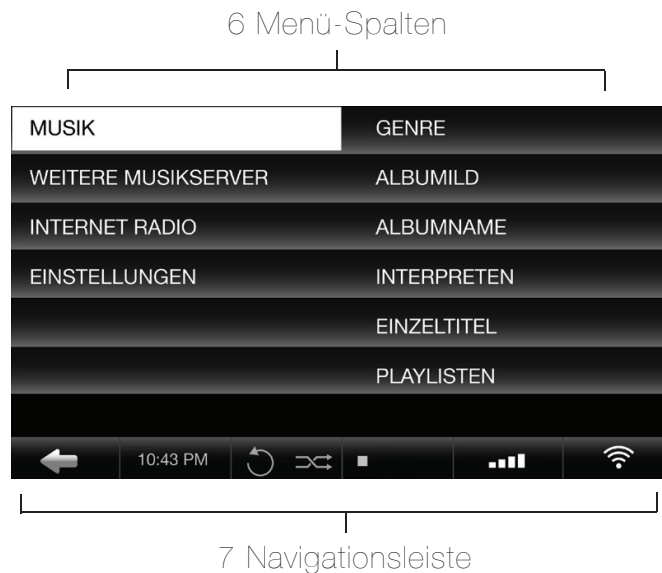 6 Menü-Spalten
MUSIK
GENRE
WEITERE MUSIKSERVER
ALBUMILD
INTERNET RADIO
ALBUMNAME
EINSTELLUNGEN
INTERPRETEN
EINZELTITEL
PLAYLISTEN
10:43 PM
7 Navigationsleiste